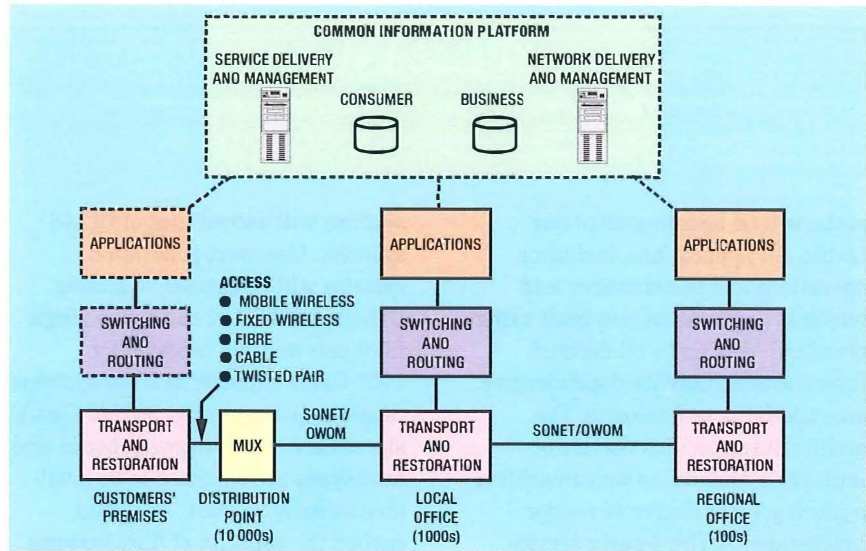 COMMON INFORMATION PLATFORM
SERVICE DELIVERY
AND MANAGEMENT
NETWORK DELIVERY
AND MANAGEMENT
CONSUMER
BUSINESS
APPLICATIONS
APPLICATIONS
APPLICATIONS
ACCESS
● MOBILE WIRELESS
● FIXED WIRELESS
● FIBRE
● CABLE
● TWISTED PAIR
SWITCHING
AND
ROUTING
SWITCHING
AND
ROUTING
SWITCHING
AND
ROUTING
TRANSPORT
AND
RESTORATION
MUX
SONET/
OWOM
TRANSPORT
AND
RESTORATION
SONET/OWOM
TRANSPORT
AND
RESTORATION
CUSTOMERS'
PREMISES
DISTRIBUTION
POINT
(10 000s)
LOCAL
OFFICE
(1000s)
REGIONAL
OFFICE
(100s)